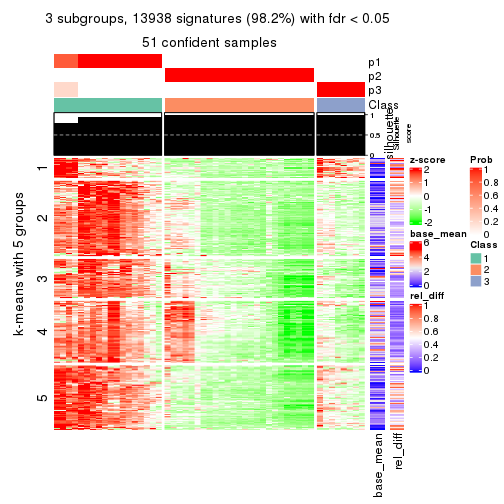 3 subgroups, 13938 signatures (98.2%) with fdr < 0.05
51 confident samples
p1
p2
p3
Class
silhouette
Silhouette
score
1
0.5
0
k-means with 5 groups
1
2
3
4
5
base_mean
rel_diff
z-score
2
1
0
-1
-2
base_mean
6
4
2
0
rel_diff
1
0.8
0.6
0.4
0.2
0
Prob
1
0.8
0.6
0.4
0.2
0
Class
1
2
3